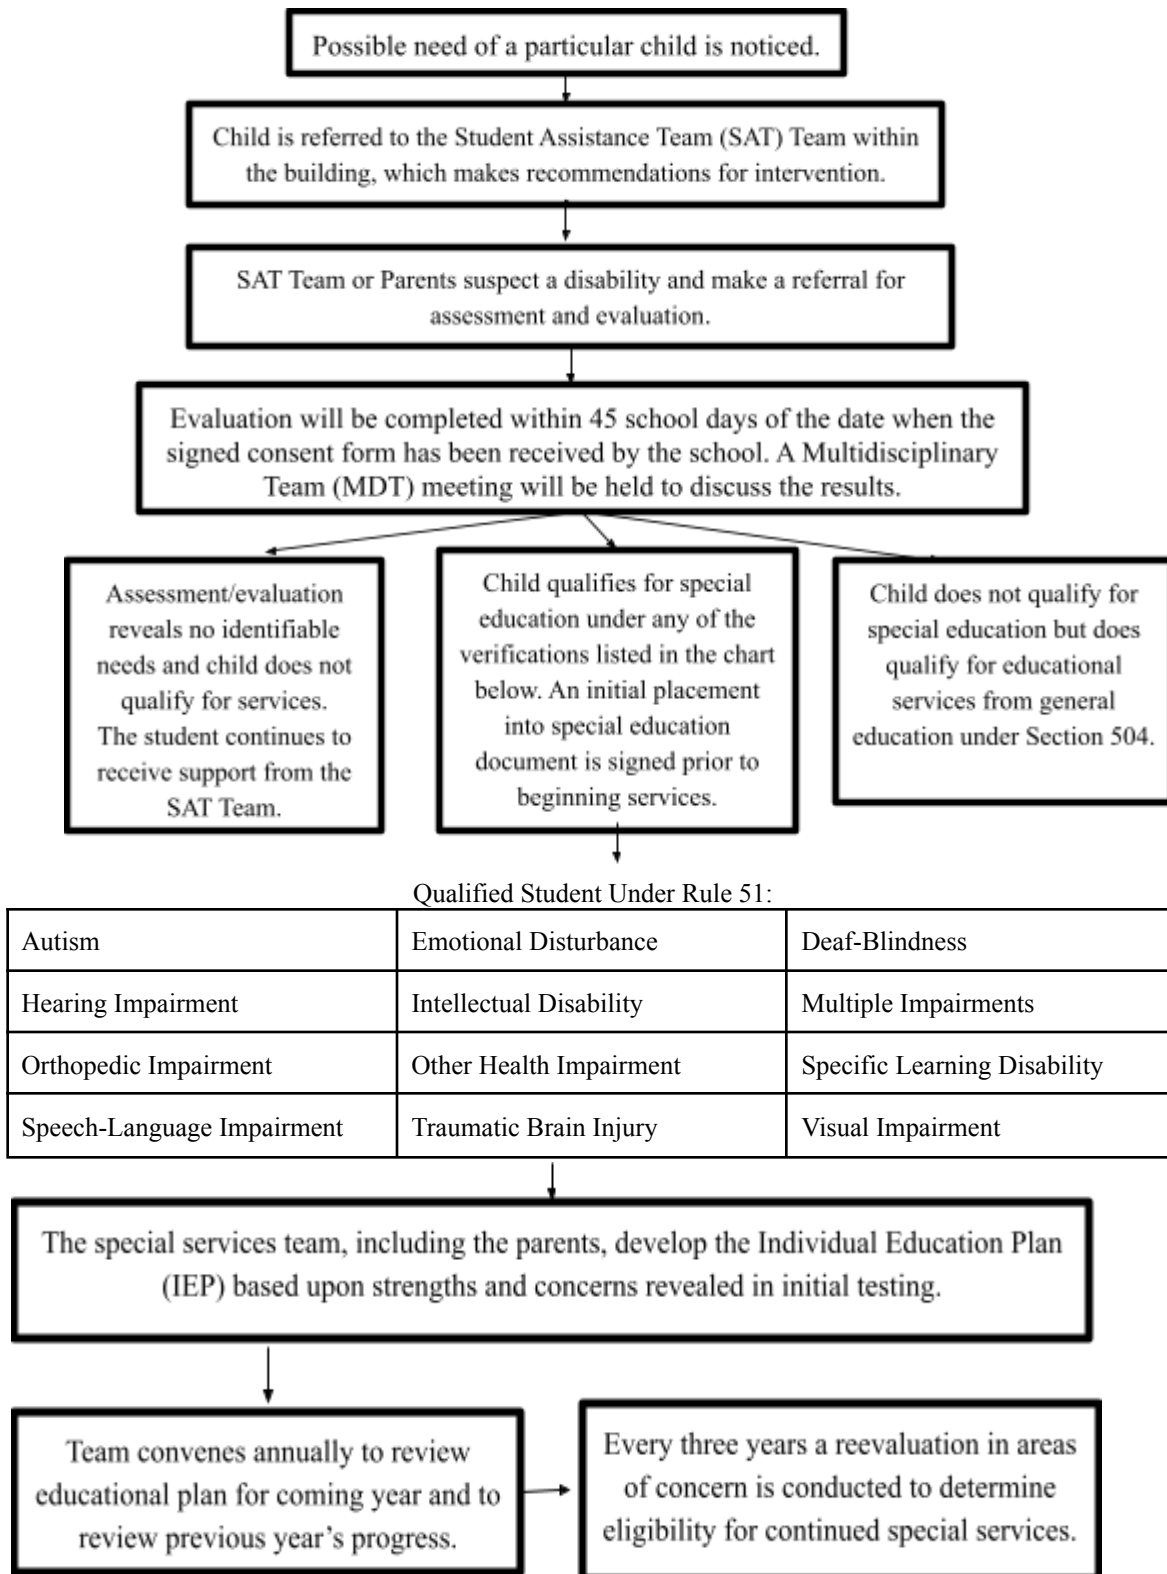 Possible need of a particular child is noticed.
Child is referred to the Student Assistance Team (SAT) Team within
the building, which makes recommendations for intervention.
SAT Team or Parents suspect a disability and make a referral for
assessment and evaluation.
Evaluation will be completed within 45 school days of the date when the
signed consent form has been received by the school. A Multidisciplinary
Team (MDT) meeting will be held to discuss the results.
Assessment/evaluation
reveals no identifiable
needs and child does not
qualify for services.
The student continues to
receive support from the
SAT Team.
Child qualifies for special
education under any of the
verifications listed in the chart
below. An initial placement
into special education
document is signed prior to
beginning services.
Child does not qualify for
special education but does
qualify for educational
services from general
education under Section 504.
Qualified Student Under Rule 51:
Autism
Emotional Disturbance
Deaf-Blindness
Hearing Impairment
Intellectual Disability
Multiple Impairments
Orthopedic Impairment
Other Health Impairment
Specific Learning Disability
Speech-Language Impairment
Traumatic Brain Injury
Visual Impairment
The special services team, including the parents, develop the Individual Education Plan
(IEP) based upon strengths and concerns revealed in initial testing.
Team convenes annually to review
educational plan for coming year and to
review previous year's progress.
Every three years a reevaluation in areas
of concern is conducted to determine
eligibility for continued special services.